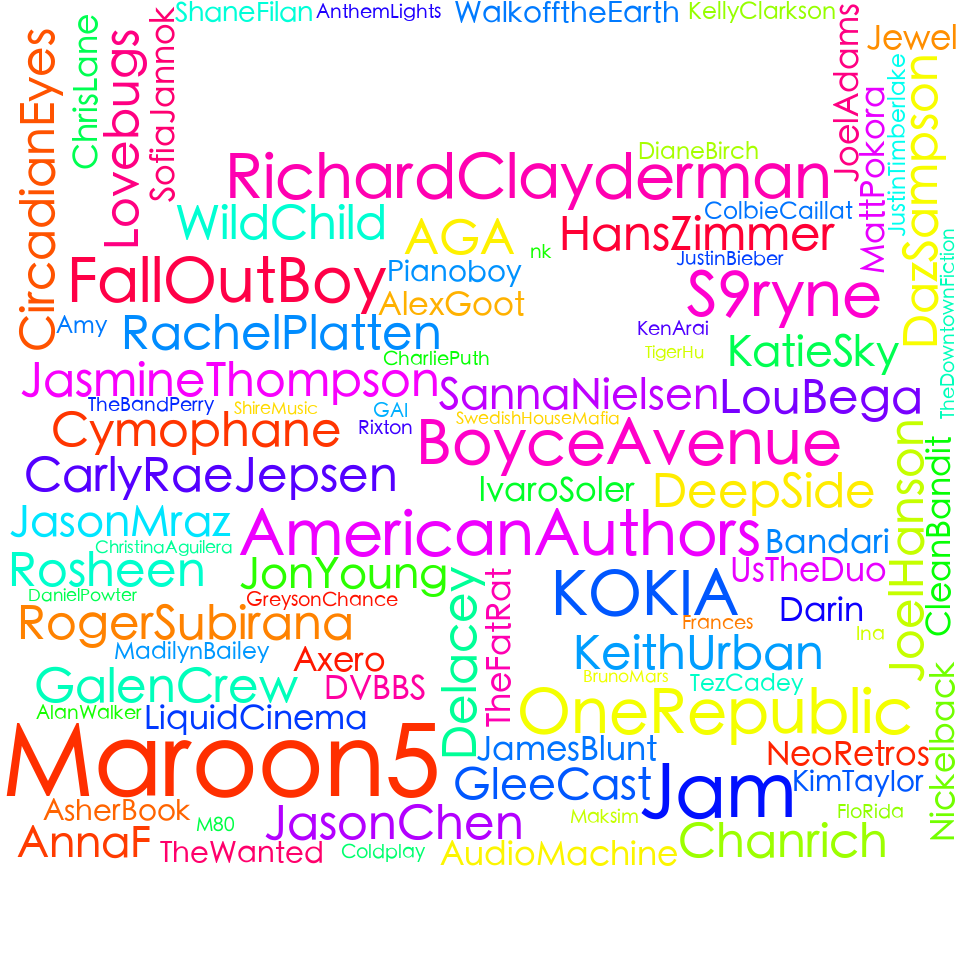 ShaneFilan
AnthemLights
WalkofftheEarth
KellyClarkson
CircadianEyes
ChrisLane
Lovebugs
SofiaJannok
JoelAdams
Jewel
MattPokora
JustinTimberlake
DazSampson
TheDowntownFiction
DianeBirch
RichardClayderman
WildChild
AGA
HansZimmer
ColbieCaillat
nk
JustinBieber
FallOutBoy
Pianoboy
S9ryne
AlexGoot
Amy
RachelPlatten
KenArai
CharliePuth
TigerHu
KatieSky
JasmineThompson
SannaNielsen
LouBega
TheBandPerry
ShireMusic
GAI
Rixton
SwedishHouseMafia
Cymophane
BoyceAvenue
CarlyRaeJepsen
IvaroSoler
DeepSide
JoelHanson
CleanBandit
JasonMraz
AmericanAuthors
Bandari
ChristinaAguilera
Rosheen
JonYoung
UsTheDuo
DanielPowter
GreysonChance
Delacey
TheFatRat
KOKIA
Darin
RogerSubirana
Frances
Ina
MadilynBailey
Axero
KeithUrban
BrunoMars
GalenCrew
DVBBS
TezCadey
AlanWalker
LiquidCinema
OneRepublic
Nickelback
Maroon5
JamesBlunt
NeoRetros
GleeCast
Jam
KimTaylor
AsherBook
M80
JasonChen
Maksim
FloRida
AnnaF
TheWanted
Coldplay
AudioMachine
Chanrich